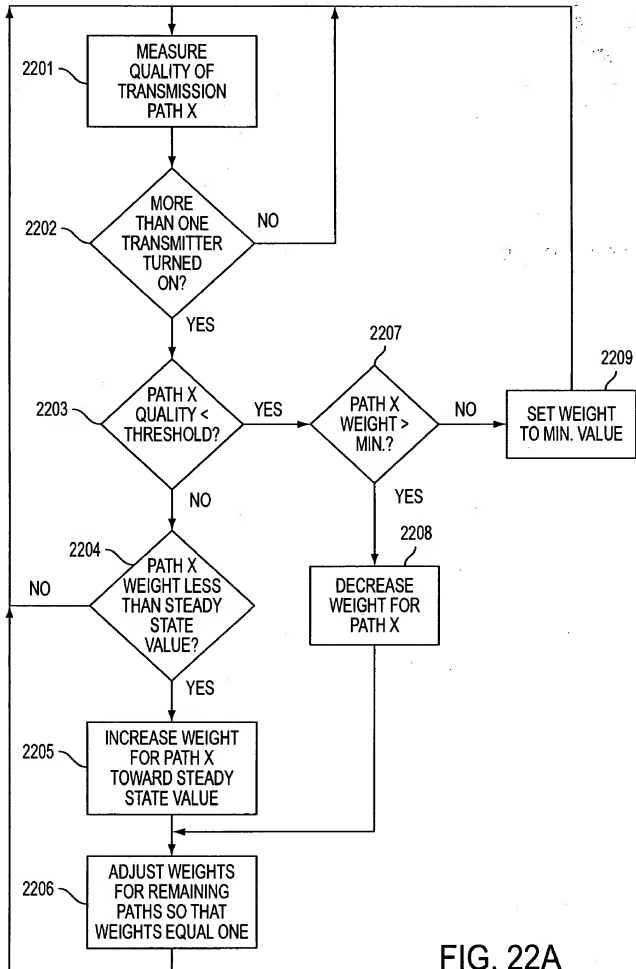 2201
MEASURE
QUALITY OF
TRANSMISSION
PATH X
2202
MORE
THAN ONE
TRANSMITTER
TURNED
ON?
NO
YES
2203
PATH X
QUALITY <
THRESHOLD?
YES
NO
2207
PATH X
WEIGHT >
MIN.?
NO
YES
2209
SET WEIGHT
TO MIN. VALUE
2204
PATH X
WEIGHT LESS
THAN STEADY
STATE
VALUE?
NO
YES
2208
DECREASE
WEIGHT FOR
PATH X
2205
INCREASE WEIGHT
FOR PATH X
TOWARD STEADY
STATE VALUE
2206
ADJUST WEIGHTS
FOR REMAINING
PATHS SO THAT
WEIGHTS EQUAL ONE
FIG. 22A